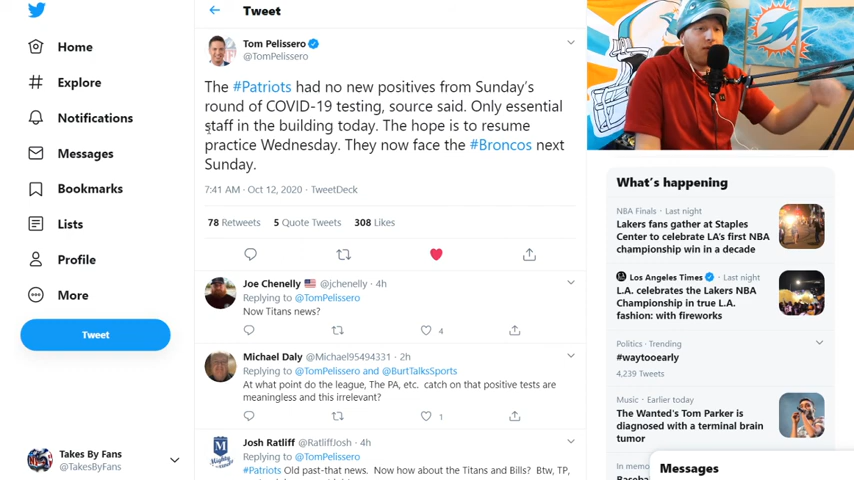 Tweet
Home
Explore
Notifications
Messages
Bookmarks
Lists
Profile
More
Tweet
Takes By Fans
@TakesByFans
Tom Pelissero
@TomPelissero
The #Patriots had no new positives from Sunday's
round of COVID-19 testing, source said. Only essential
staff in the building today. The hope is to resume
practice Wednesday. They now face the #Broncos next
Sunday.
7:41 AM · Oct 12, 2020 · TweetDeck
78 Retweets 5 Quote Tweets 308 Likes
Joe Chenelly @jchenelly · 4h
Replying to @TomPelissero
Now Titans news?
4
Michael Daly @Michael95494331 · 2h
Replying to @TomPelissero and @BurtTalksSports
At what point do the league, The PA, etc. catch on that positive tests are
meaningless and this irrelevant?
1
Josh Ratliff @RatliffJosh · 4h
Replying to @TomPelissero
#Patriots Old past-that news. Now how about the Titans and Bills? Btw, TP,
What's happening
NBA Finals · Last night
Lakers fans gather at Staples
Center to celebrate LA's first NBA
championship win in a decade
Los Angeles Times · Last night
L.A. celebrates the Lakers NBA
Championship in true L.A.
fashion: with fireworks
Politics · Trending
#waytooearly
4,239 Tweets
Music · Earlier today
The Wanted's Tom Parker is
diagnosed with a terminal brain
tumor
In memo
Messages